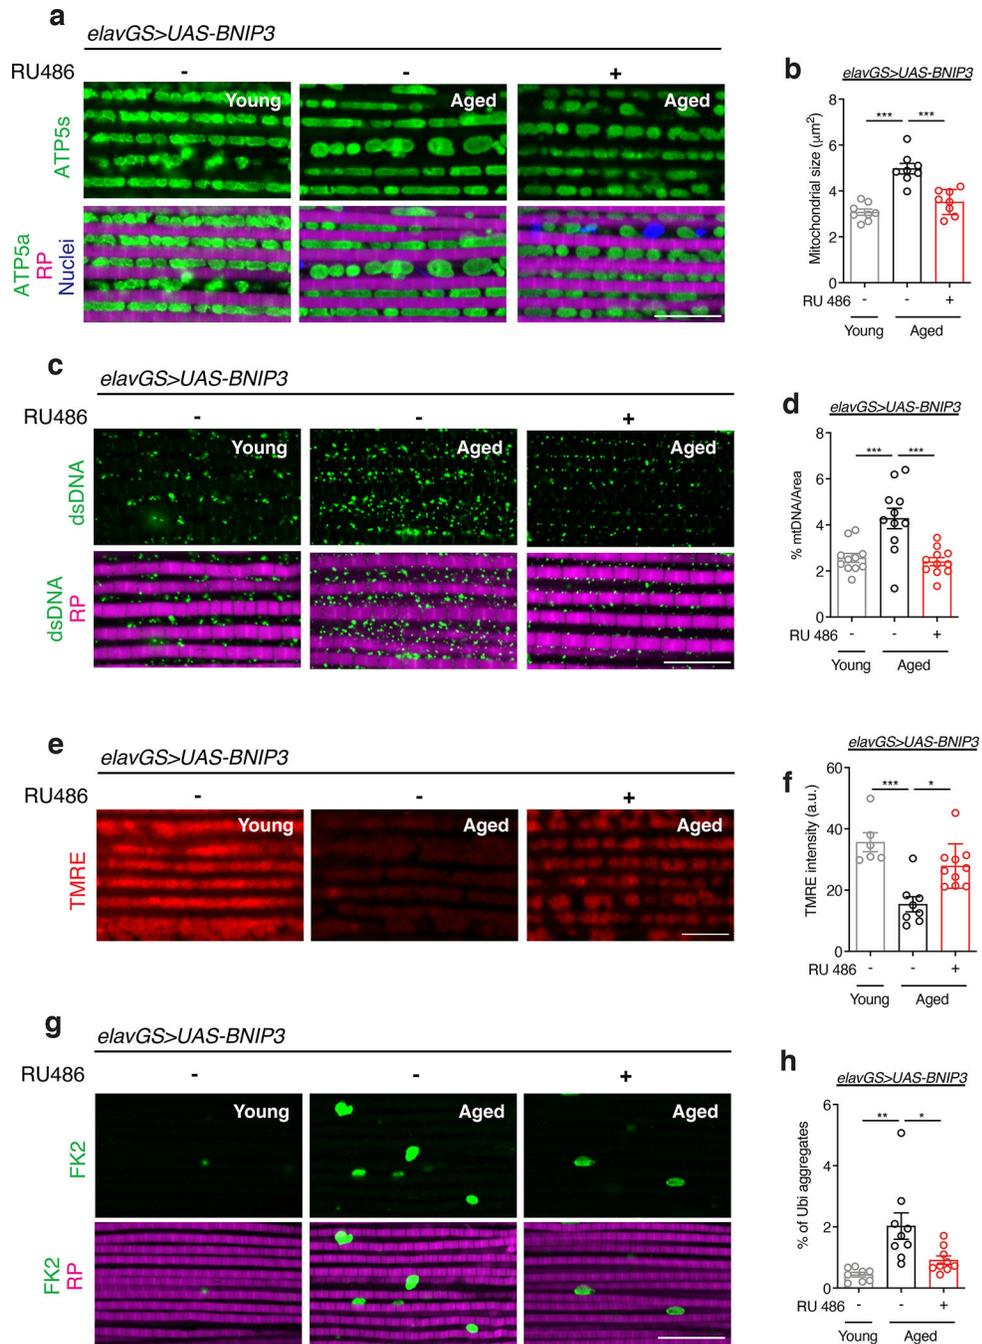 a
elavGS>UAS-BNIP3
RU486 - - +
Young Aged Aged
ATP5s
ATP5a
RP
Nuclei
b
elavGS>UAS-BNIP3
*** ***
Mitochondrial size (μm²)
8
6
4
2
0
RU 486 - - +
Young Aged
c
elavGS>UAS-BNIP3
RU486 - - +
Young Aged Aged
dsDNA
dsDNA
RP
d
elavGS>UAS-BNIP3
*** ***
% mtDNA/Area
8
6
4
2
0
RU 486 - - +
Young Aged
e
elavGS>UAS-BNIP3
RU486 - - +
Young Aged Aged
TMRE
f
elavGS>UAS-BNIP3
*** *
TMRE intensity (a.u.)
60
40
20
0
RU 486 - - +
Young Aged
g
elavGS>UAS-BNIP3
RU486 - - +
Young Aged Aged
FK2
FK2
RP
h
elavGS>UAS-BNIP3
** *
% of Ubi aggregates
6
4
2
0
RU 486 - - +
Young Aged